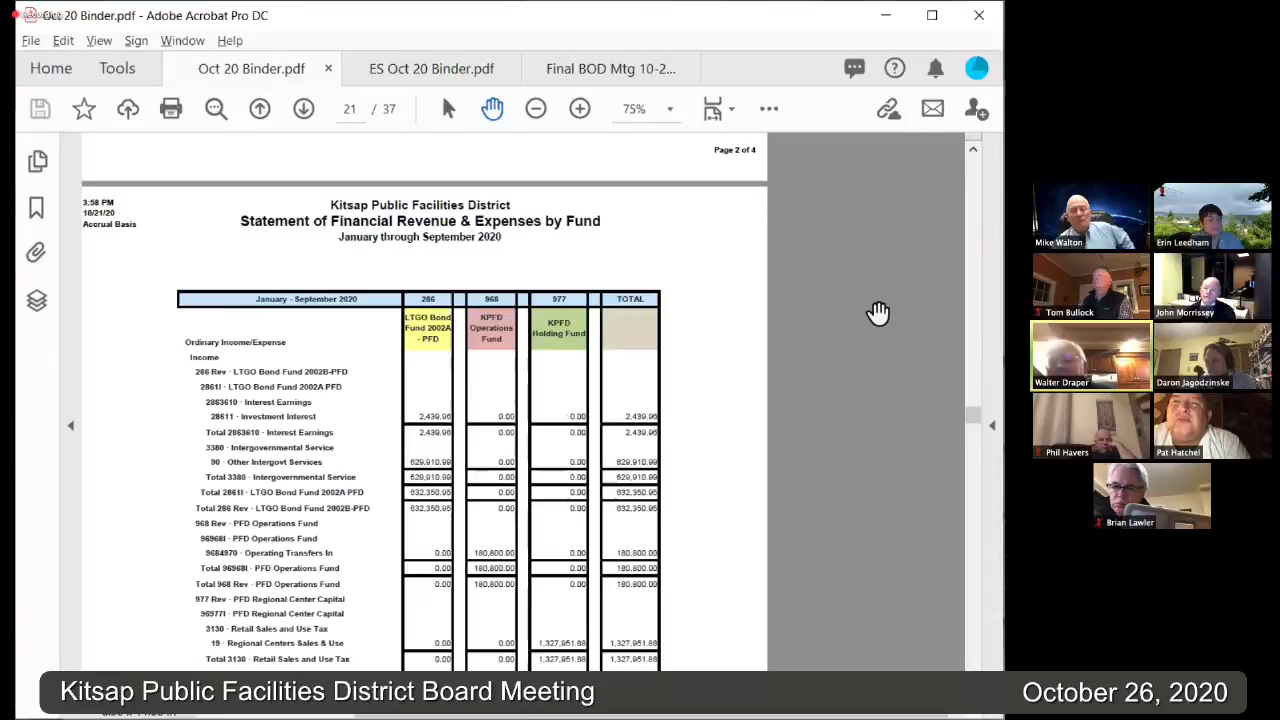 Oct 20 Binder.pdf - Adobe Acrobat Pro DC
File Edit View Sign Window Help
Home Tools Oct 20 Binder.pdf × ES Oct 20 Binder.pdf Final BOD Mtg 10-2...
21 / 37 75%
Page 2 of 4
3:58 PM
10/21/20
Accrual Basis
Kitsap Public Facilities District
Statement of Financial Revenue & Expenses by Fund
January through September 2020
January - September 2020 286 968 977 TOTAL
LTGO Bond Fund 2002A - PFD
KPFD Operations Fund
KPFD Holding Fund
Ordinary Income/Expense
Income
286 Rev · LTGO Bond Fund 2002B-PFD
2861I · LTGO Bond Fund 2002A PFD
2863610 · Interest Earnings
28611 · Investment Interest 2,439.96 0.00 0.00 2,439.96
Total 2863610 · Interest Earnings 2,439.96 0.00 0.00 2,439.96
3380 · Intergovernmental Service
90 · Other Intergovt Services 629,910.99 0.00 0.00 629,910.99
Total 3380 · Intergovernmental Service 629,910.99 0.00 0.00 629,910.99
Total 2861I · LTGO Bond Fund 2002A PFD 632,350.95 0.00 0.00 632,350.95
Total 286 Rev · LTGO Bond Fund 2002B-PFD 632,350.95 0.00 0.00 632,350.95
968 Rev · PFD Operations Fund
96968I · PFD Operations Fund
9684970 · Operating Transfers In 0.00 180,800.00 0.00 180,800.00
Total 96968I · PFD Operations Fund 0.00 180,800.00 0.00 180,800.00
Total 968 Rev · PFD Operations Fund 0.00 180,800.00 0.00 180,800.00
977 Rev · PFD Regional Center Capital
96977I · PFD Regional Center Capital
3130 · Retail Sales and Use Tax
19 · Regional Centers Sales & Use 0.00 0.00 1,327,951.88 1,327,951.88
Total 3130 · Retail Sales and Use Tax 0.00 0.00 1,327,951.88 1,327,951.88
Mike Walton
Erin Leedham
Tom Bullock
John Morrissey
Walter Draper
Daron Jagodzinske
Phil Havers
Pat Hatchel
Brian Lawler
Kitsap Public Facilities District Board Meeting
October 26, 2020